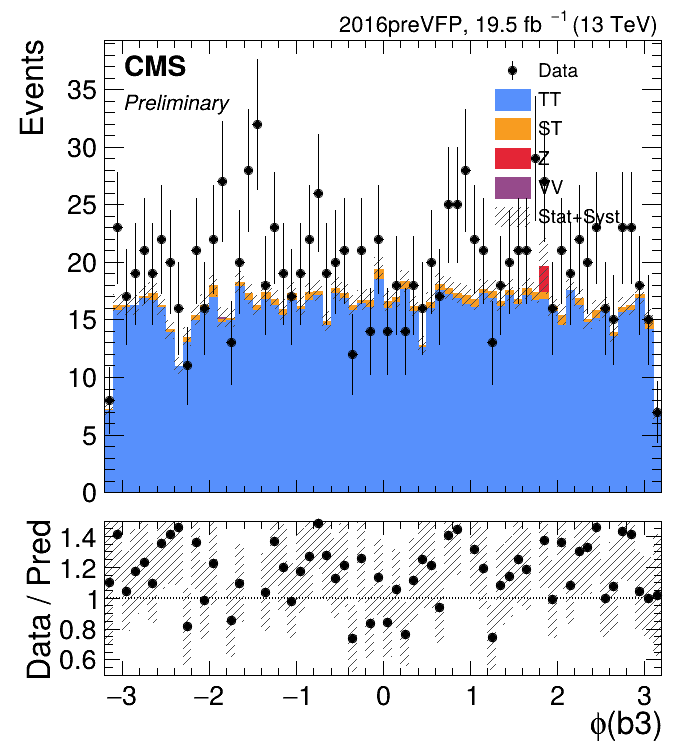 2016preVFP, 19.5 fb⁻¹ (13 TeV)
Events
CMS
Preliminary
Data
TT
ST
Z
VV
Stat+Syst
35
30
25
20
15
10
5
0
Data / Pred
1.4
1.2
1
0.8
0.6
−3 −2 −1 0 1 2 3
ϕ(b3)